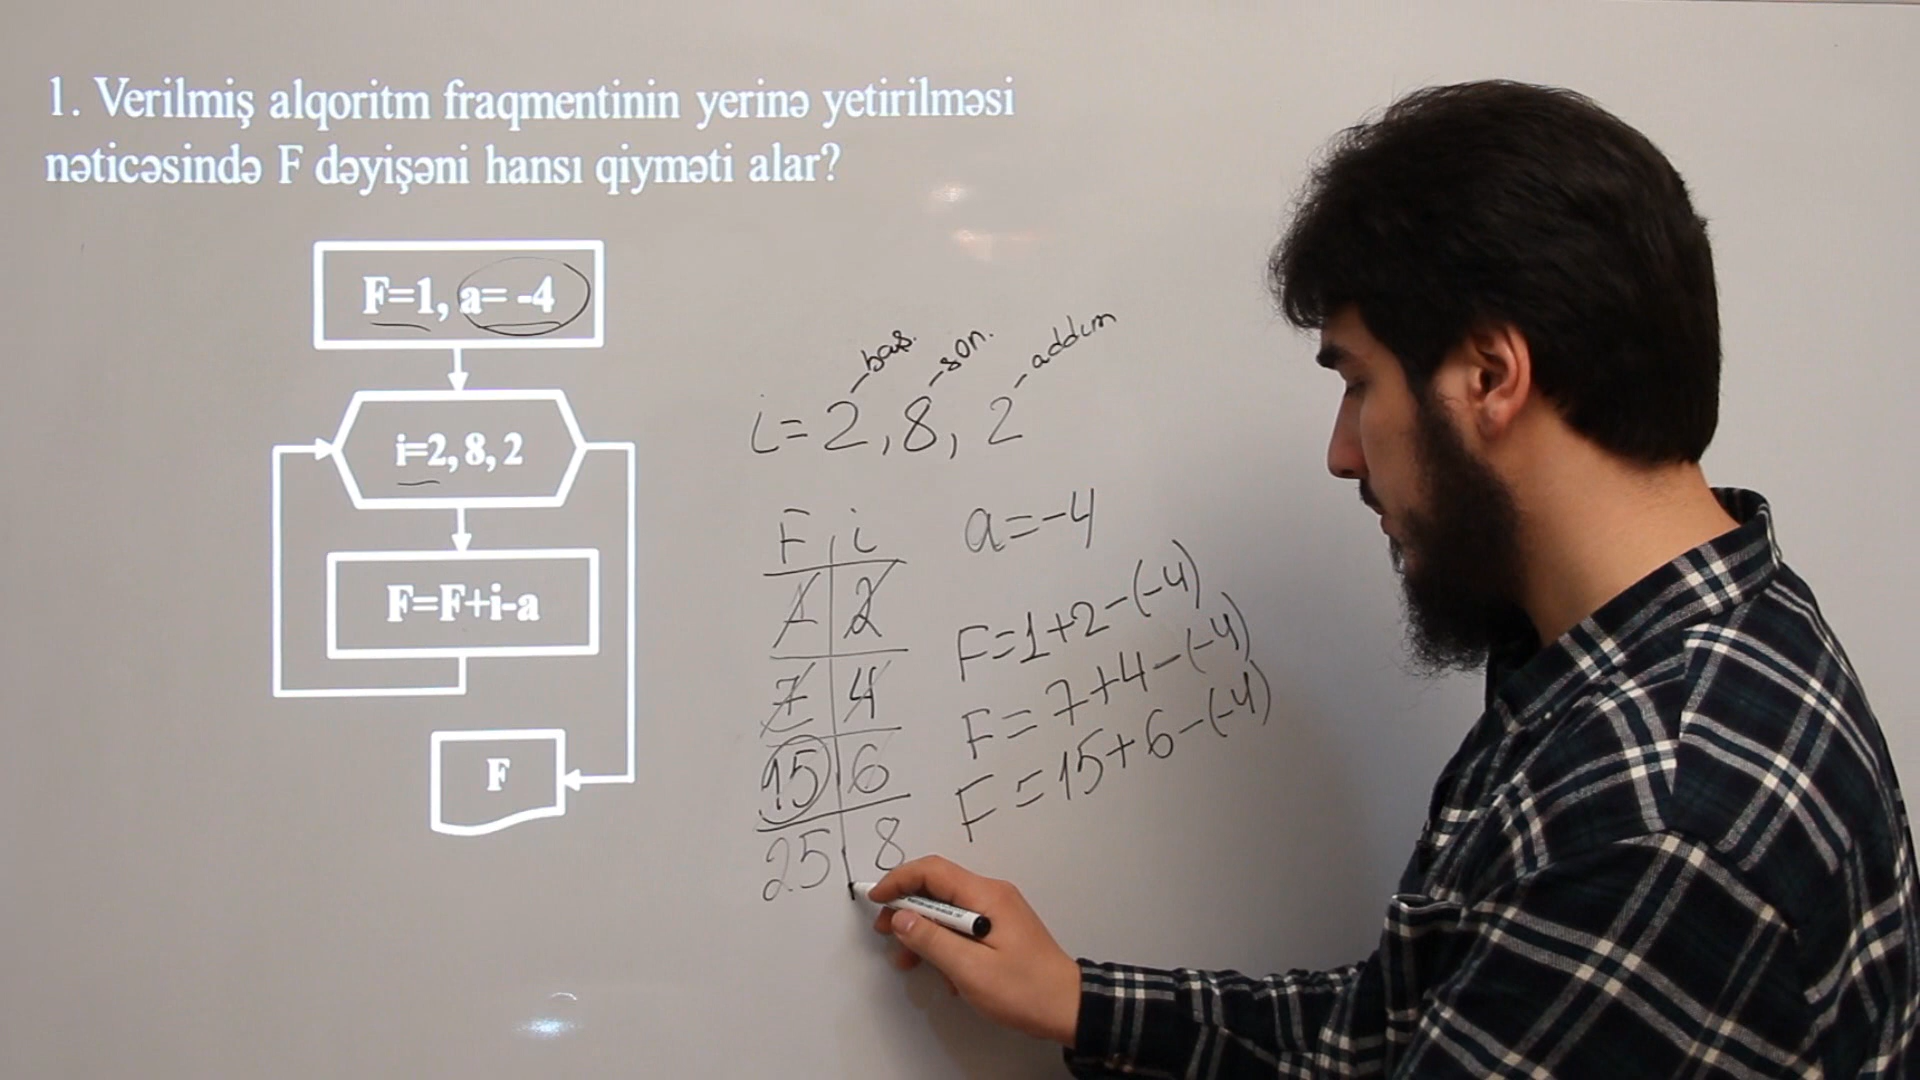 1. Verilmiş alqoritm fraqmentinin yerinə yetirilməsi
nəticəsində F dəyişəni hansı qiyməti alar?
F=1, a= -4
i=2, 8, 2
F=F+i-a
F
baş. son. addım
i=2, 8, 2
F i
1 2
7 4
15 6
25 8
a=-4
F=1+2-(-4)
F=7+4-(-4)
F=15+6-(-4)